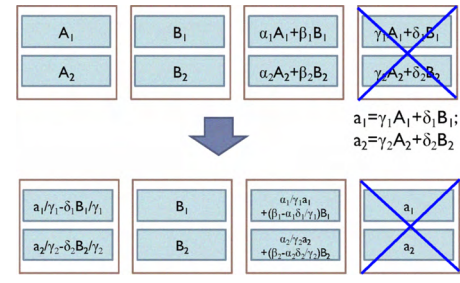 A₁ B₁ α₁A₁+β₁B₁ γ₁A₁+δ₁B₁
A₂ B₂ α₂A₂+β₂B₂ γ₂A₂+δ₂B₂
a₁=γ₁A₁+δ₁B₁;
a₂=γ₂A₂+δ₂B₂
a₁/γ₁-δ₁B₁/γ₁ B₁ α₁/γ₁a₁ a₁
+(β₁-α₁δ₁/γ₁)B₁
a₂/γ₂-δ₂B₂/γ₂ B₂ α₂/γ₂a₂ a₂
+(β₂-α₂δ₂/γ₂)B₂